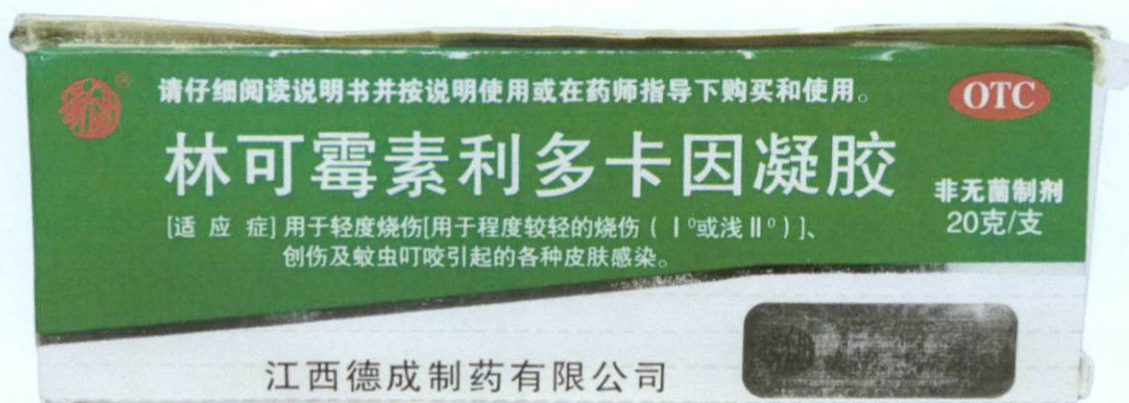 请仔细阅读说明书并按说明使用或在药师指导下购买和使用。
OTC
林可霉素利多卡因凝胶
非无菌制剂
20克/支
[适 应 症] 用于轻度烧伤[用于程度较轻的烧伤（Ⅰ⁰或浅Ⅱ⁰）]、
创伤及蚊虫叮咬引起的各种皮肤感染。
江西德成制药有限公司